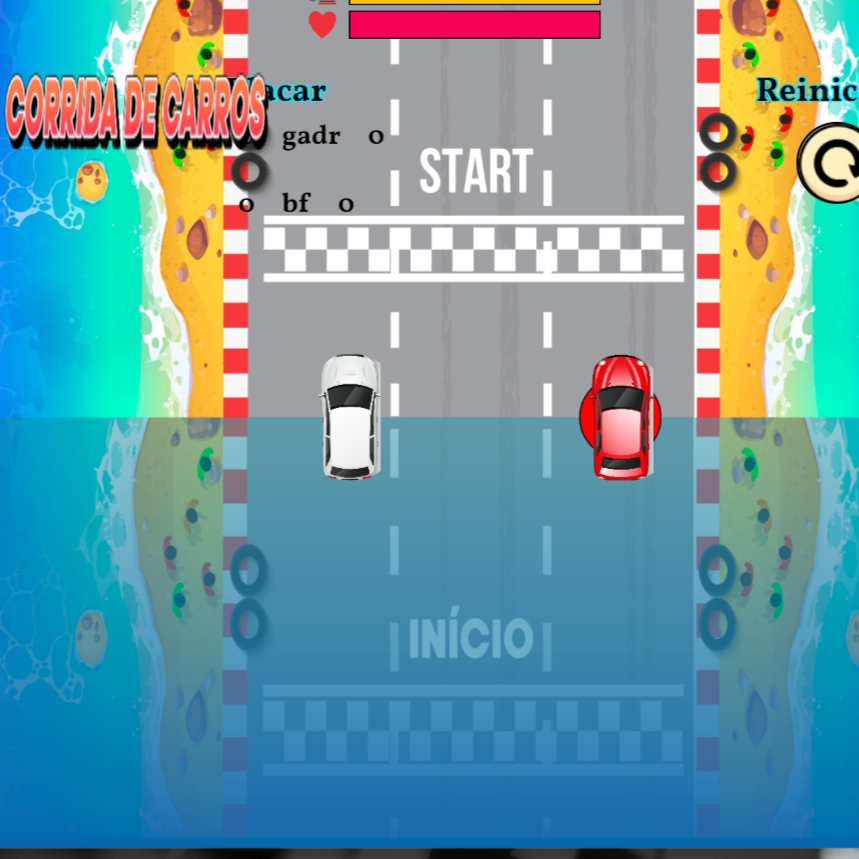 CORRIDA DE CARROS
acar
Reinic
gadr o
START
o bf o
INÍCIO